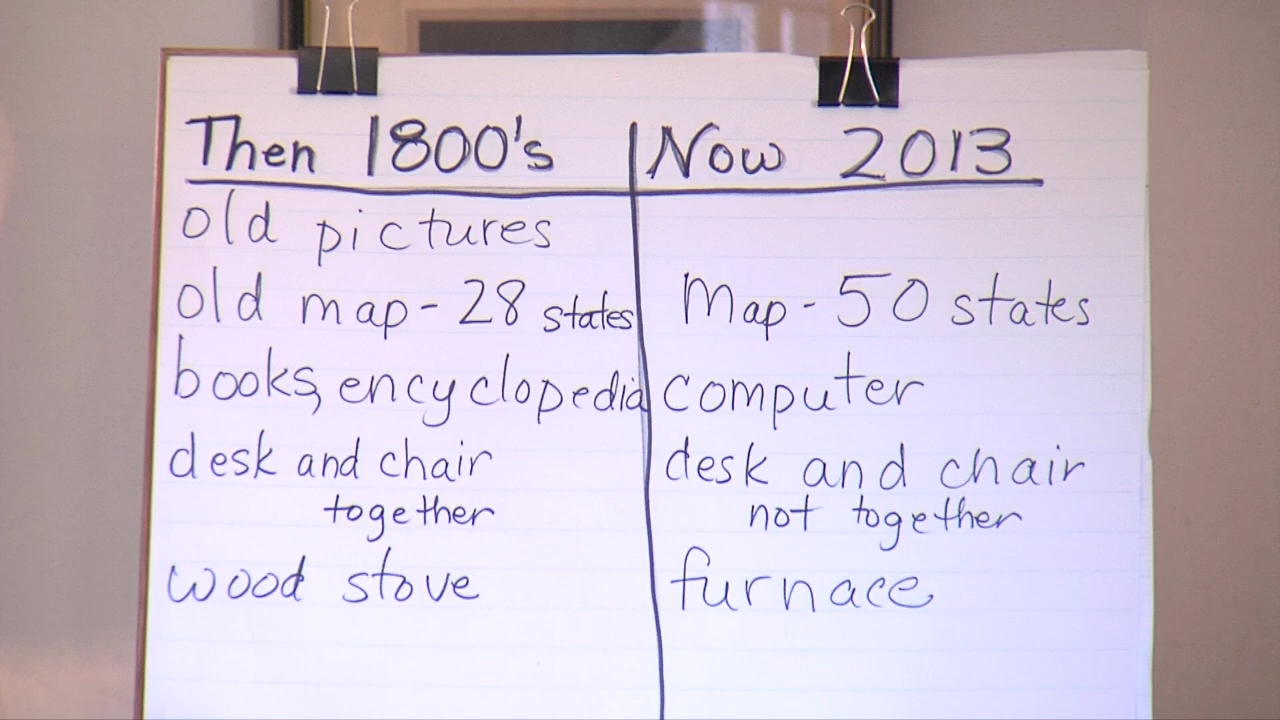 Then 1800's | Now 2013
old pictures
old map - 28 states | Map - 50 states
books, encyclopedia | computer
desk and chair | desk and chair
together | not together
wood stove | furnace